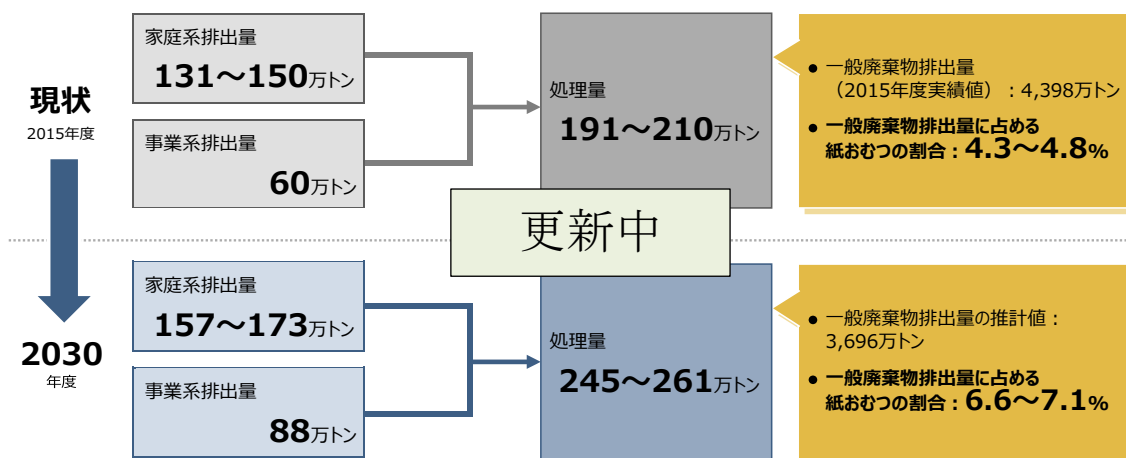 現状
2015年度
家庭系排出量
131～150万トン
事業系排出量
60万トン
処理量
191～210万トン
● 一般廃棄物排出量
（2015年度実績値）：4,398万トン
● 一般廃棄物排出量に占める
紙おむつの割合：4.3～4.8%
更新中
2030
年度
家庭系排出量
157～173万トン
事業系排出量
88万トン
処理量
245～261万トン
● 一般廃棄物排出量の推計値：
3,696万トン
● 一般廃棄物排出量に占める
紙おむつの割合：6.6～7.1%